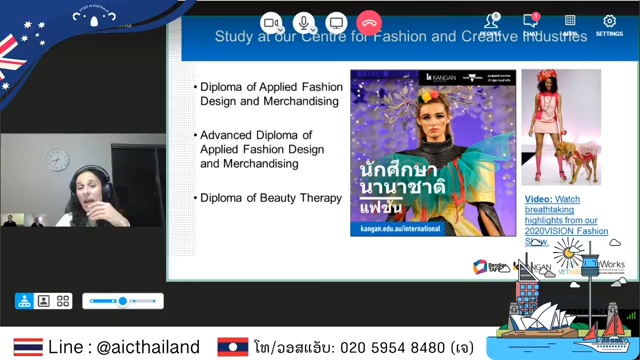 Study at our Centre for Fashion and Creative Industries
PEOPLE
CHAT
SETTINGS
• Diploma of Applied Fashion
Design and Merchandising
• Advanced Diploma of
Applied Fashion Design
and Merchandising
• Diploma of Beauty Therapy
KANGAN
นักศึกษา
นานาชาติ
แฟชั่น
kangan.edu.au/international
Video: Watch
breathtaking
highlights from our
2020VISION Fashion
Show.
Line : @aicthailand
โทร/วอสแอ๊บ: 020 5954 8480 (เจ)